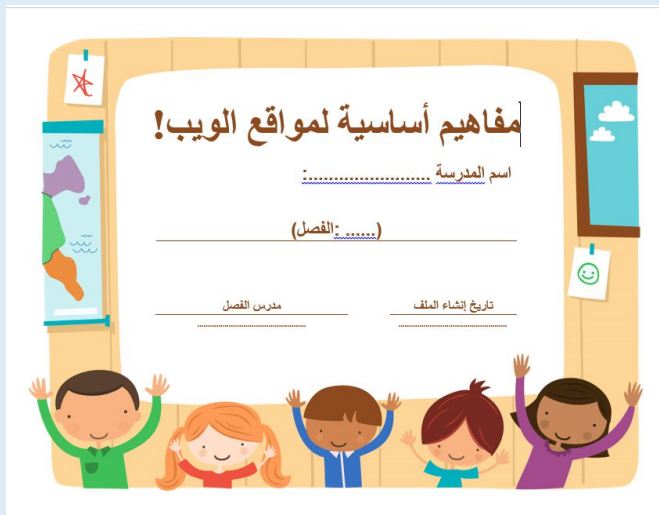 مفاهيم أساسية لمواقع الويب!
اسم المدرسة ........................:
(...... :الفصل)
تاريخ إنشاء الملف
مدرس الفصل